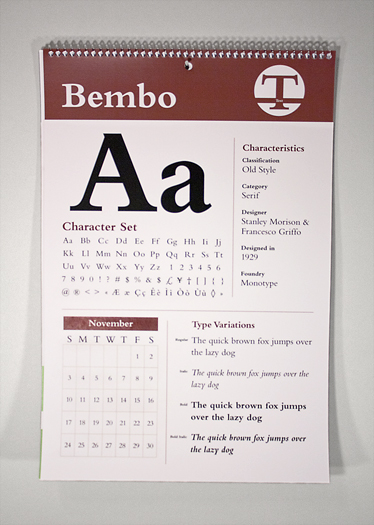 Bembo
T
Aa
Characteristics
Classification
Old Style
Category
Serif
Designer
Stanley Morison &
Francesco Griffo
Designed in
1929
Foundry
Monotype
Character Set
Aa Bb Cc Dd Ee Ff Gg Hh Ii Jj
Kk Ll Mm Nn Oo Pp Qq Rr Ss Tt
Uu Vv Ww Xx Yy Zz 1 2 3 4 5 6
7 8 9 0 ! ? # $ % & $ £ ¥ † [ ] { }
@ ® < > « Æ æ Çç Êë Îi Òò Ùù ◊ »
November
S M T W T F S
1 2
3 4 5 6 7 8 9
10 11 12 13 14 15 16
17 18 19 20 21 22 23
24 25 26 27 28 29 30
Type Variations
Regular The quick brown fox jumps over
the lazy dog
Italic The quick brown fox jumps over the
lazy dog
Bold The quick brown fox jumps over
the lazy dog
Bold Italic The quick brown fox jumps over
the lazy dog